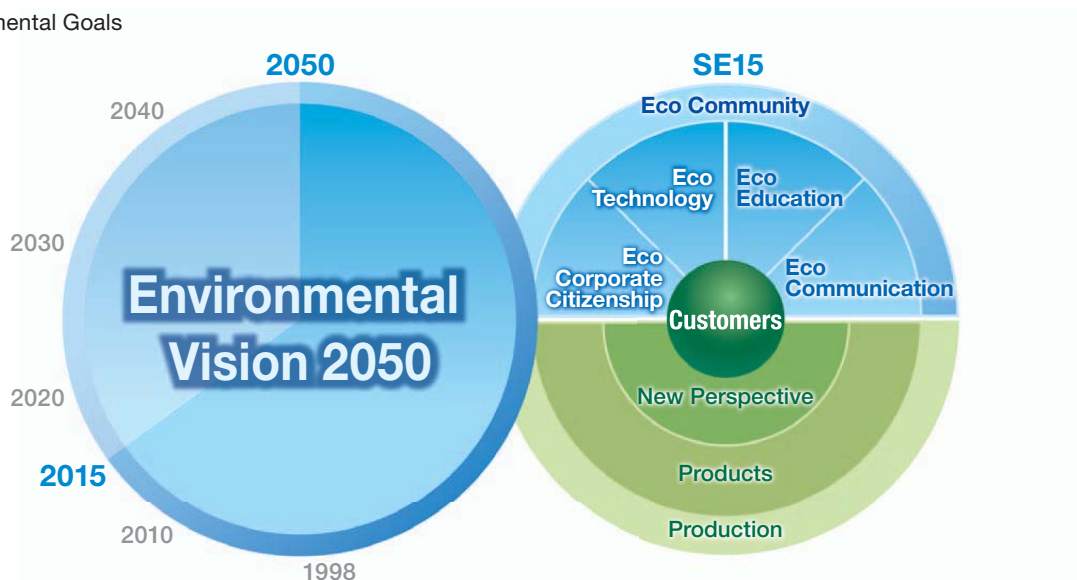 mental Goals
2050
2040
2030
Environmental
Vision 2050
2020
2015
2010
1998
SE15
Eco Community
Eco
Technology
Eco
Education
Eco
Corporate
Citizenship
Eco
Communication
Customers
New Perspective
Products
Production